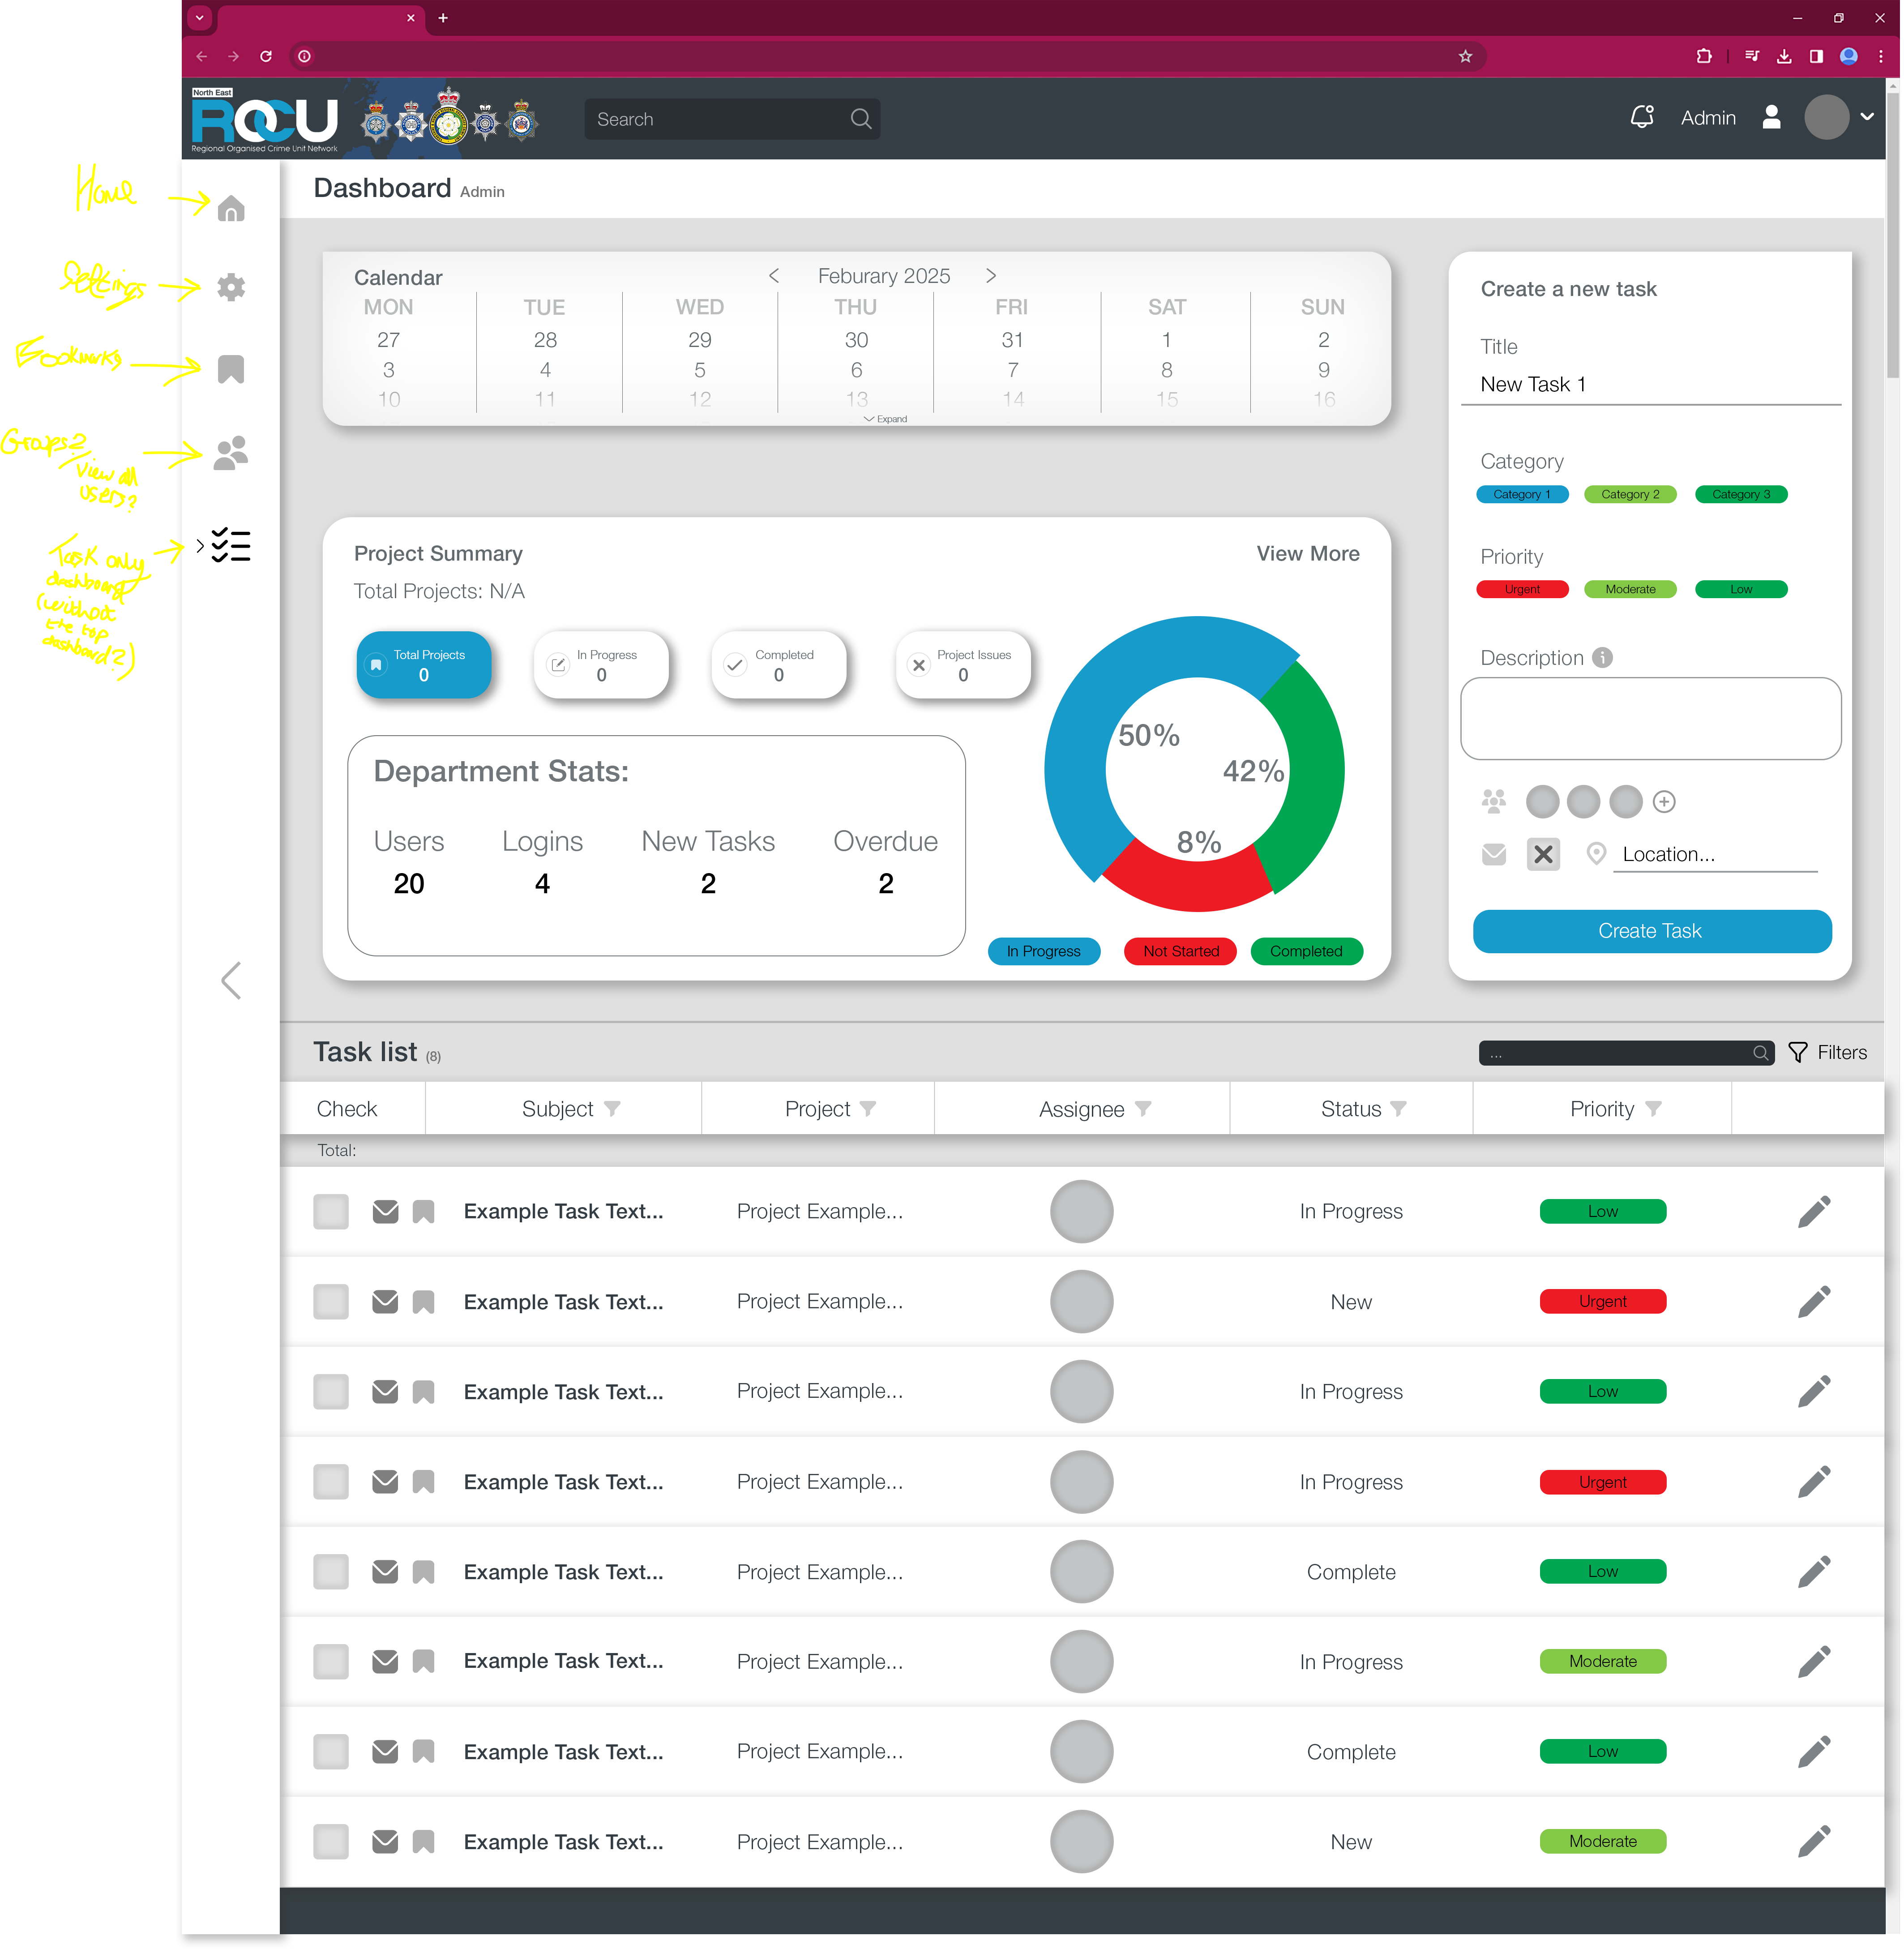 North East
ROCU
Regional Organised Crime Unit Network
Search
Admin
Home
Settings
Bookmarks
Groups?
View all
users?
Task only
dashboard
(without
the top
dashboard?)
Dashboard Admin
Calendar
Feburary 2025
MON TUE WED THU FRI SAT SUN
27 28 29 30 31 1 2
3 4 5 6 7 8 9
10 11 12 13 14 15 16
Expand
Project Summary View More
Total Projects: N/A
Total Projects
0
In Progress
0
Completed
0
Project Issues
0
Department Stats:
Users Logins New Tasks Overdue
20 4 2 2
50%
42%
8%
In Progress Not Started Completed
Create a new task
Title
New Task 1
Category
Category 1 Category 2 Category 3
Priority
Urgent Moderate Low
Description
Location...
Create Task
Task list (8)
... Filters
Check Subject Project Assignee Status Priority
Total:
Example Task Text... Project Example... In Progress Low
Example Task Text... Project Example... New Urgent
Example Task Text... Project Example... In Progress Low
Example Task Text... Project Example... In Progress Urgent
Example Task Text... Project Example... Complete Low
Example Task Text... Project Example... In Progress Moderate
Example Task Text... Project Example... Complete Low
Example Task Text... Project Example... New Moderate